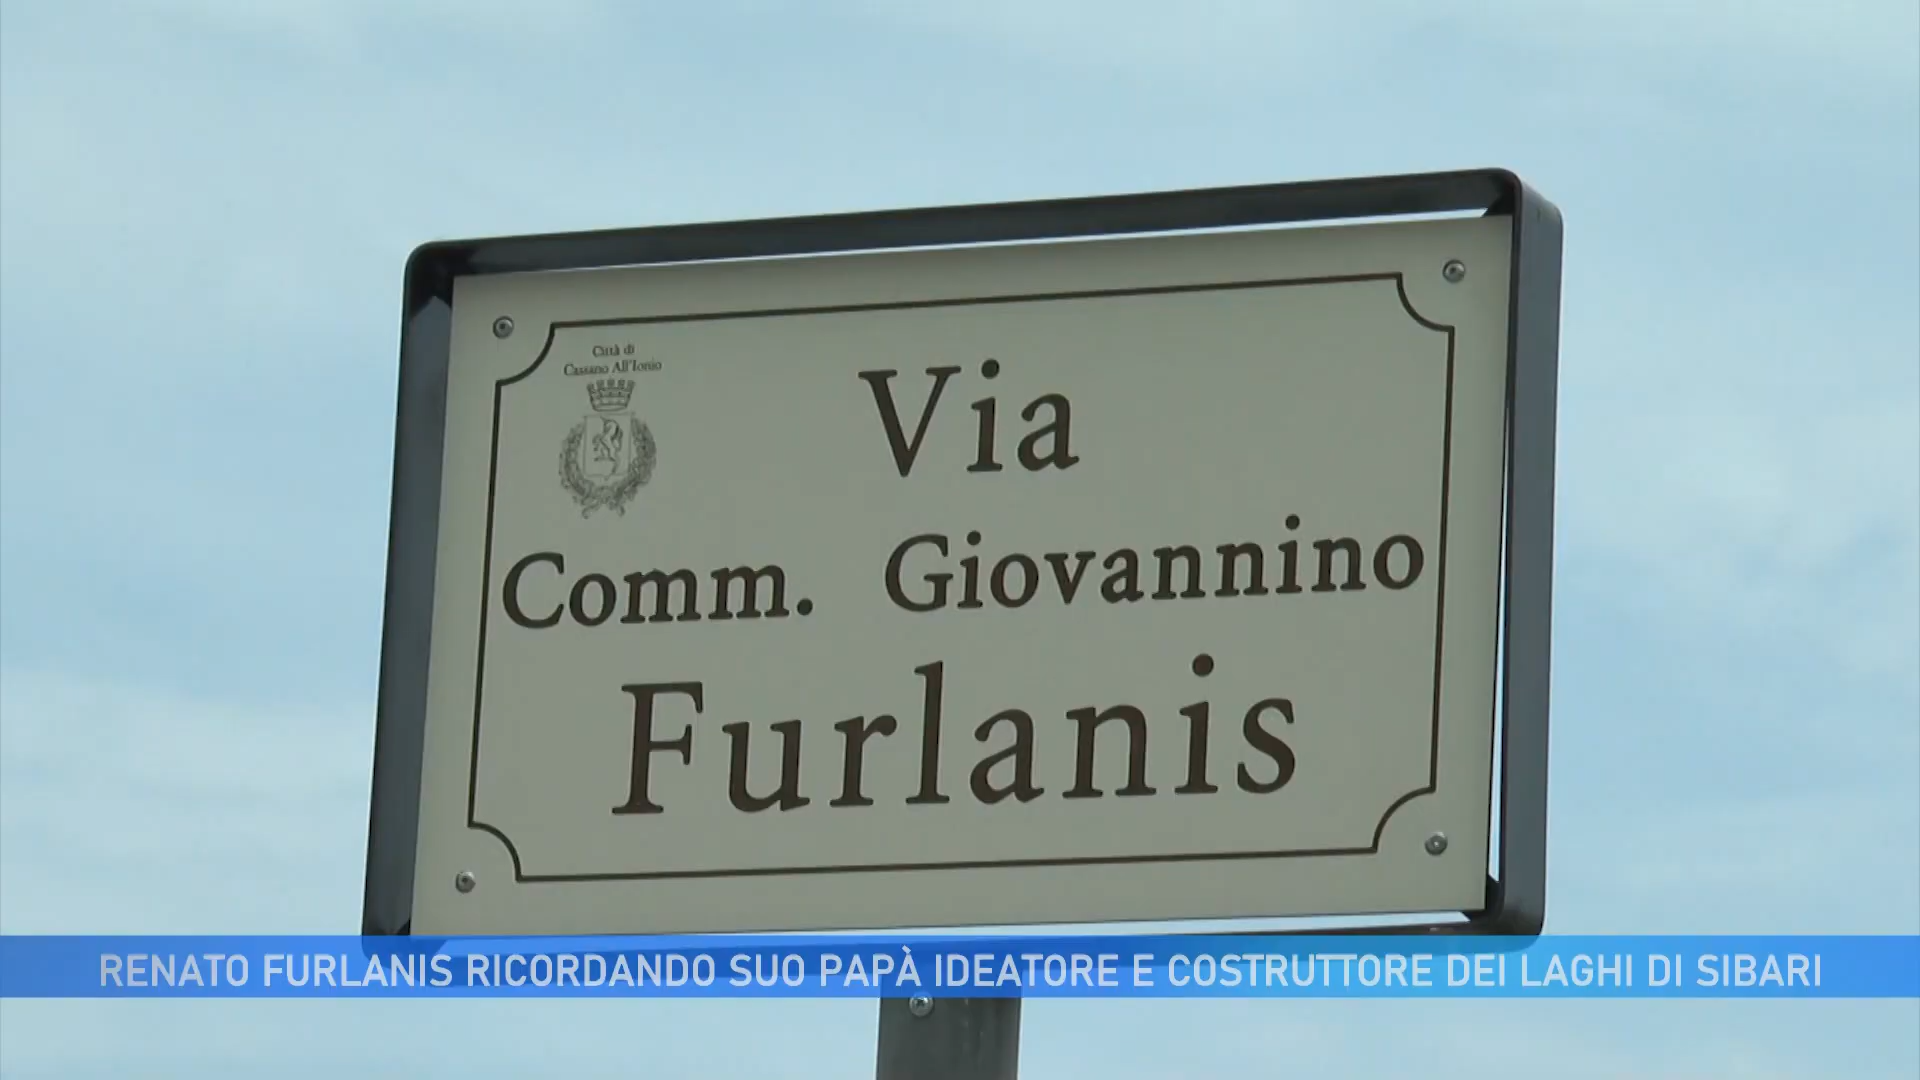 Città di
Cassano All'Ionio
Via
Comm. Giovannino
Furlanis
RENATO FURLANIS RICORDANDO SUO PAPÀ IDEATORE E COSTRUTTORE DEI LAGHI DI SIBARI